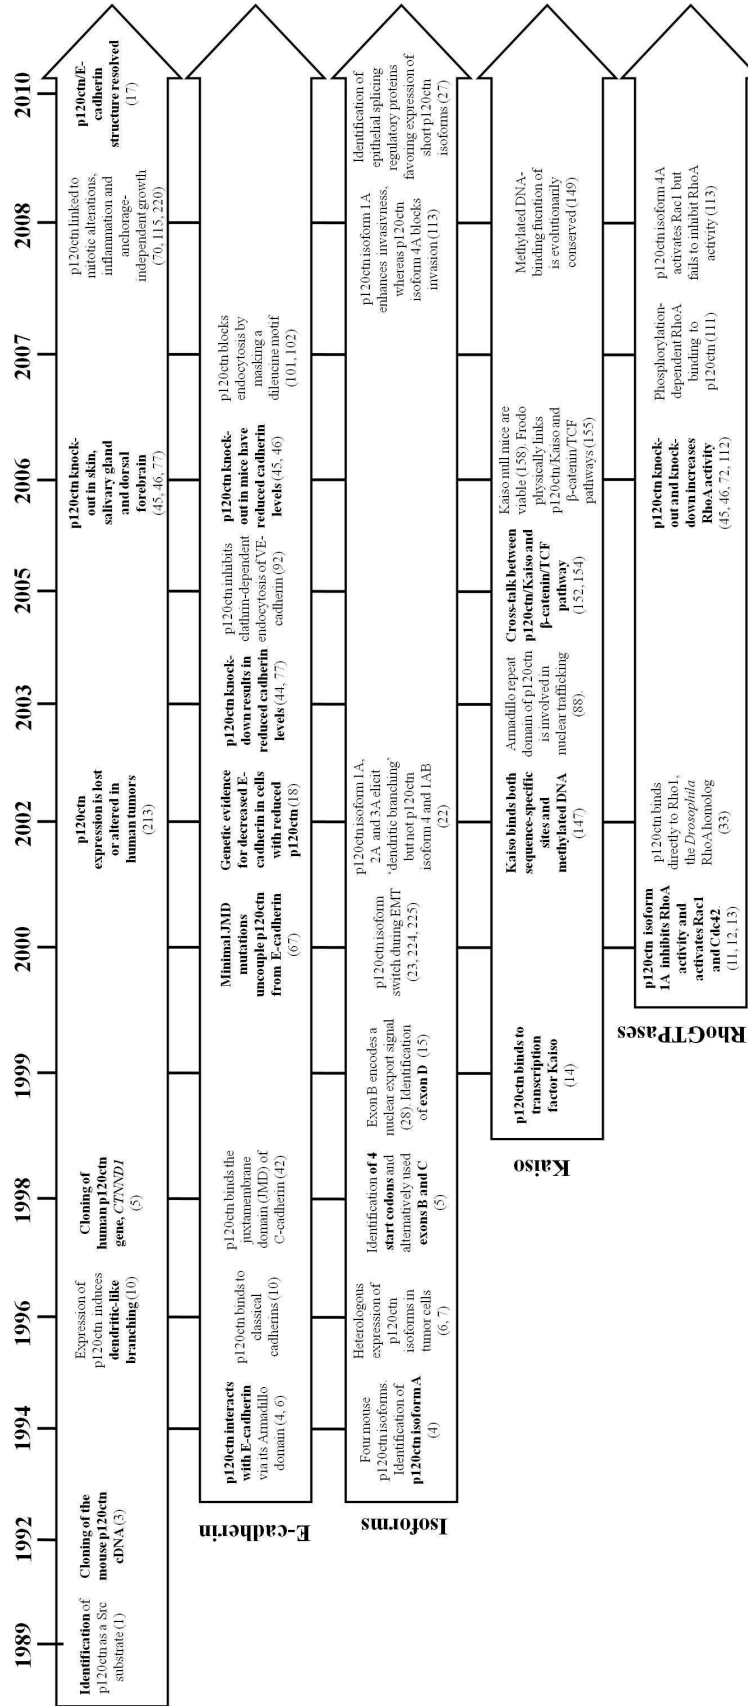 1989
1992
1994
1996
1998
1999
2000
2002
2003
2005
2006
2007
2008
2010
Identification of
p120ctn as a Src
substrate (1)
Cloning of the
mouse p120ctn
cDNA (3)
Expression of
p120ctn induces
dendritic-like
branching (10)
Cloning of
human p120ctn
gene, CTNND1
(5)
p120ctn
expression is lost
or altered in
human tumors
(213)
p120ctn knock-
out in skin,
salivary gland
and dorsal
forebrain
(45, 46, 77)
p120ctn linked to
mitotic alterations,
inflammation and
anchorage-
independent growth
(70, 115, 220)
p120ctn/E-
cadherin
structure resolved
(17)
E-cadherin
p120ctn interacts
with E-cadherin
via its Armadillo
domain (4, 6)
p120ctn binds to
classical
cadherins (10)
p120ctn binds the
juxtamembrane
domain (JMD) of
C-cadherin (42)
Minimal JMD
mutations
uncouple p120ctn
from E-cadherin
(67)
Genetic evidence
for decreased E-
cadherin in cells
with reduced
p120ctn (18)
p120ctn knock-
down results in
reduced cadherin
levels (44, 77)
p120ctn inhibits
clathrin-dependent
endocytosis of VE-
cadherin (92)
p120ctn knock-
out in mice have
reduced cadherin
levels (45, 46)
p120ctn blocks
endocytosis by
masking a
dileucine motif
(101, 102)
Isoforms
Four mouse
p120ctn isoforms.
Identification of
p120ctn isoform A
(4)
Heterologous
expression of
p120ctn
isoforms in
tumor cells
(6, 7)
Identification of 4
start codons and
alternatively used
exons B and C
(5)
Exon B encodes a
nuclear export signal
(28). Identification
of exon D (15)
p120ctn isoform
switch during EMT
(23, 224, 225)
p120ctn isoform 1A,
2A and 3A elicit
'dendritic branching'
but not p120ctn
isoform 4 and 1AB
(22)
p120ctn isoform 1A
enhances invasivness,
whereas p120ctn
isoform 4A blocks
invasion (113)
Identification of
epithelial splicing
regulatory proteins
favoring expression of
short p120ctn
isoforms (27)
Kaiso
p120ctn binds to
transcription
factor Kaiso
(14)
Kaiso binds both
sequence-specific
sites and
methylated DNA
(147)
Armadillo repeat
domain of p120ctn
is involved in
nuclear trafficking
(88).
Cross-talk between
p120ctn/Kaiso and
β-catenin/TCF
pathway
(152, 154)
Kaiso null mice are
viable (158). Frodo
physically links
p120ctn/Kaiso and
β-catenin/TCF
pathways (155)
Methylated DNA-
binding fucntion of
is evolutionarily
conserved (149)
RhoGTPases
p120ctn isoform
1A inhibits RhoA
activity and
activates Rac1
and Cdc42.
(11, 12, 13)
p120ctn binds
directly to Rho1,
the Drosophila
RhoA homolog
(33)
p120ctn knock-
out and knock-
down increases
RhoA activity
(45, 46, 72, 112)
Phosphorylation-
dependent RhoA
binding to
p120ctn (111)
p120ctn isoform 4A
activates Rac1 but
fails to inhibit RhoA
activity (113)